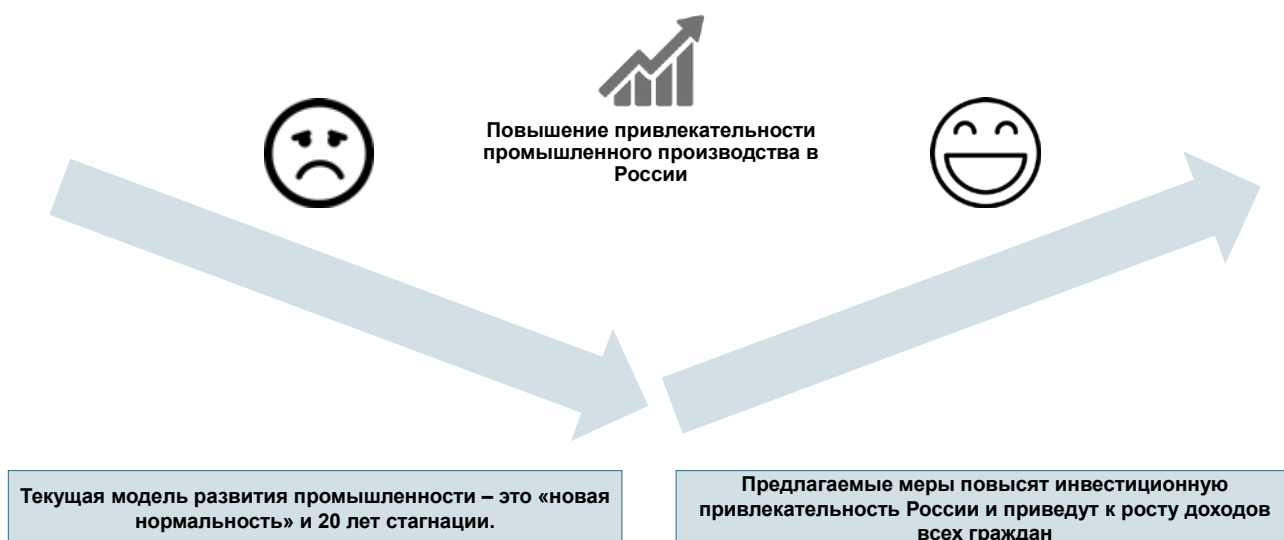 Повышение привлекательности
промышленного производства в
России
Текущая модель развития промышленности – это «новая
нормальность» и 20 лет стагнации.
Предлагаемые меры повысят инвестиционную
привлекательность России и приведут к росту доходов
всех граждан